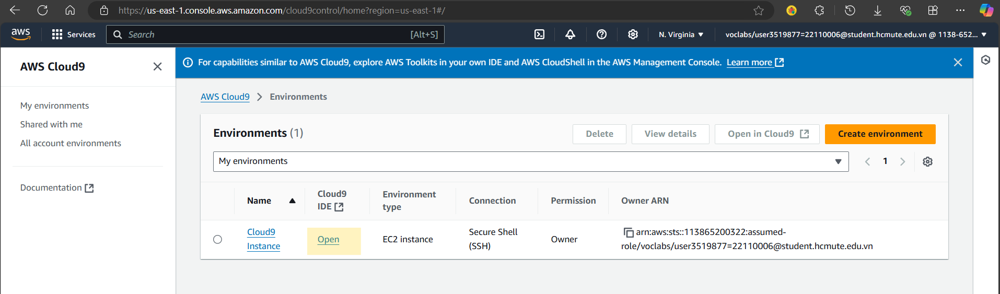 https://us-east-1.console.aws.amazon.com/cloud9control/home?region=us-east-1#/
aws
Services
Search
[Alt+S]
N. Virginia
voclabs/user3519877=22110006@student.hcmute.edu.vn @ 1138-652...
AWS Cloud9
For capabilities similar to AWS Cloud9, explore AWS Toolkits in your own IDE and AWS CloudShell in the AWS Management Console. Learn more
My environments
Shared with me
All account environments
Documentation
AWS Cloud9 > Environments
Environments (1)
Delete
View details
Open in Cloud9
Create environment
My environments
1
Name
Cloud9
IDE
Environment
type
Connection
Permission
Owner ARN
Cloud9
Instance
Open
EC2 instance
Secure Shell
(SSH)
Owner
arn:aws:sts::113865200322:assumed-
role/voclabs/user3519877=22110006@student.hcmute.edu.vn